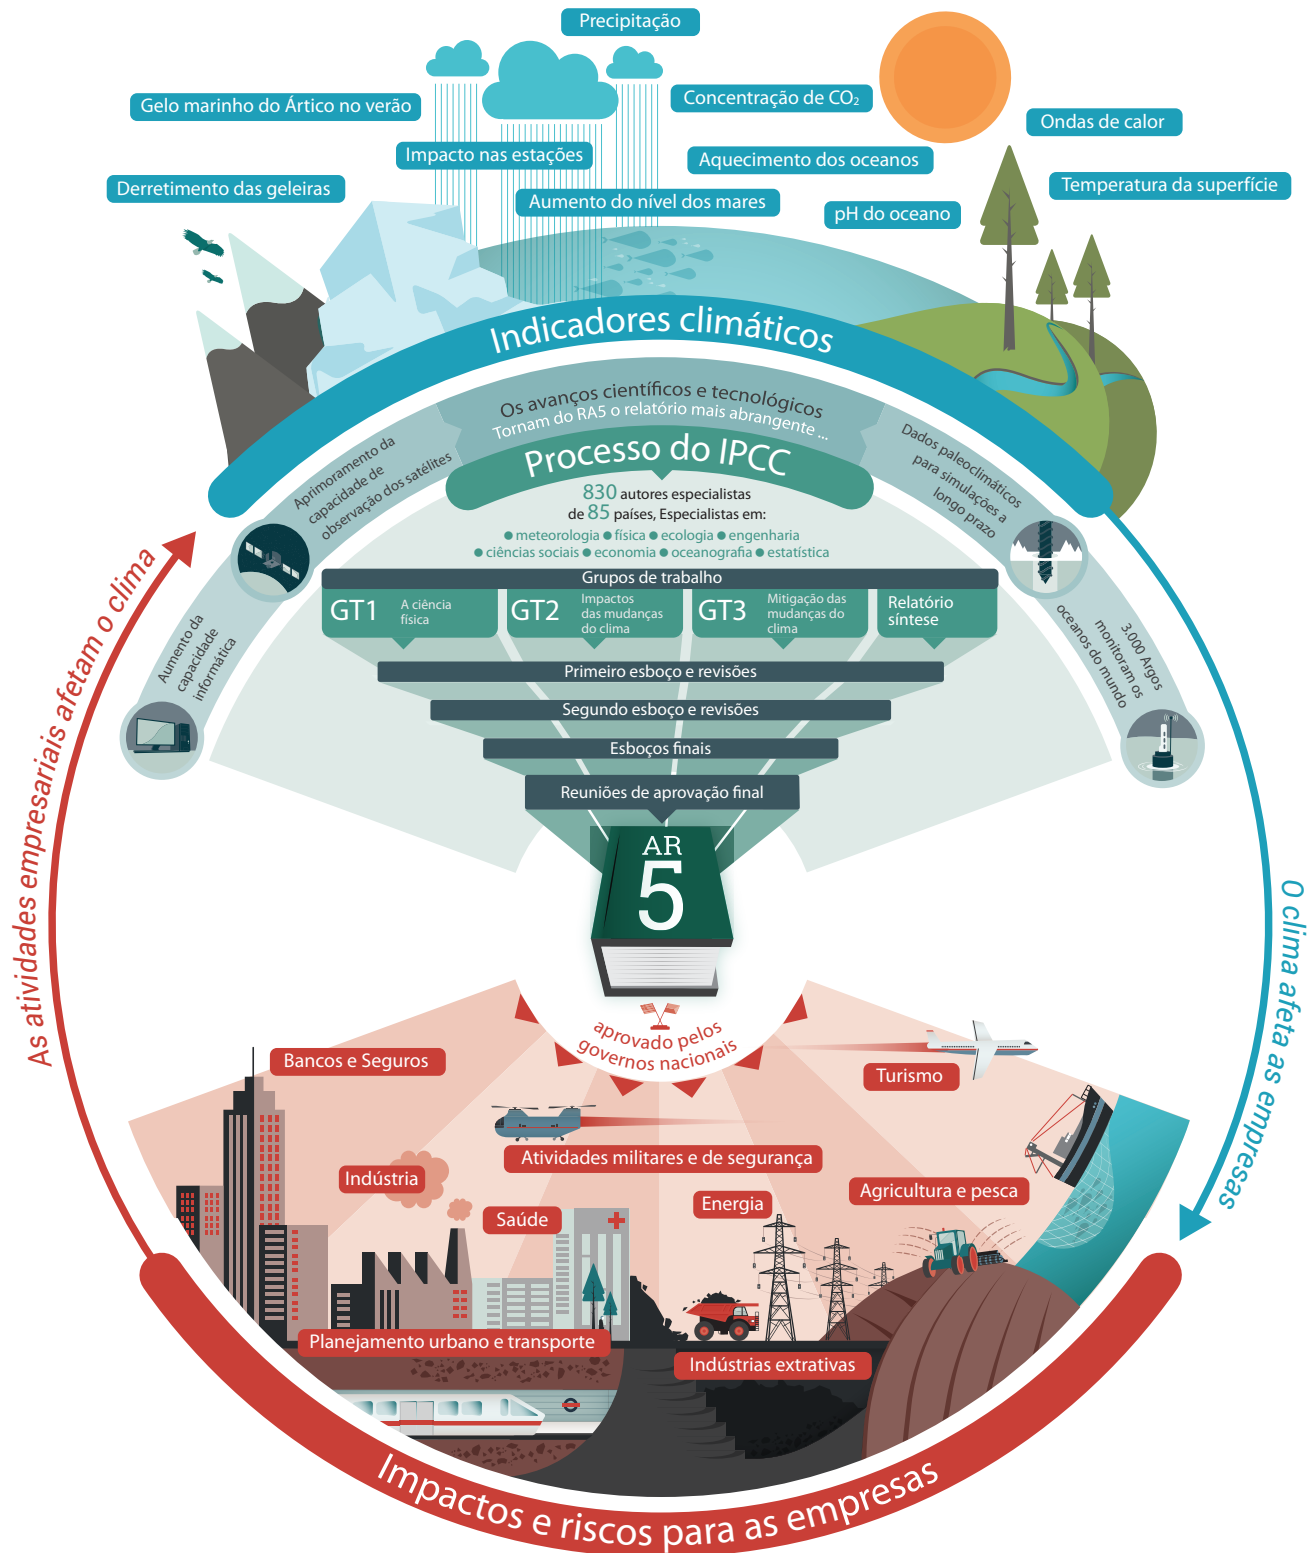 Precipitação
Gelo marinho do Ártico no verão
Concentração de CO₂
Ondas de calor
Impacto nas estações
Aquecimento dos oceanos
Derretimento das geleiras
Aumento do nível dos mares
pH do oceano
Temperatura da superfície
Indicadores climáticos
Os avanços científicos e tecnológicos
Tornam do RA5 o relatório mais abrangente ...
Processo do IPCC
830 autores especialistas
de 85 países, Especialistas em:
● meteorologia ● física ● ecologia ● engenharia
● ciências sociais ● economia ● oceanografia ● estatística
Aprimoramento da
capacidade de
observação dos satélites
Aumento da
capacidade
informática
Dados paleoclimáticos
para simulações a
longo prazo
3.000 Argos
monitoram os
oceanos do mundo
Grupos de trabalho
GT1
A ciência
física
GT2
Impactos
das mudanças
do clima
GT3
Mitigação das
mudanças do
clima
Relatório
síntese
Primeiro esboço e revisões
Segundo esboço e revisões
Esboços finais
Reuniões de aprovação final
AR
5
aprovado pelos
governos nacionais
As atividades empresariais afetam o clima
O clima afeta as empresas
Bancos e Seguros
Turismo
Atividades militares e de segurança
Indústria
Agricultura e pesca
Energia
Saúde
Planejamento urbano e transporte
Indústrias extrativas
Impactos e riscos para as empresas